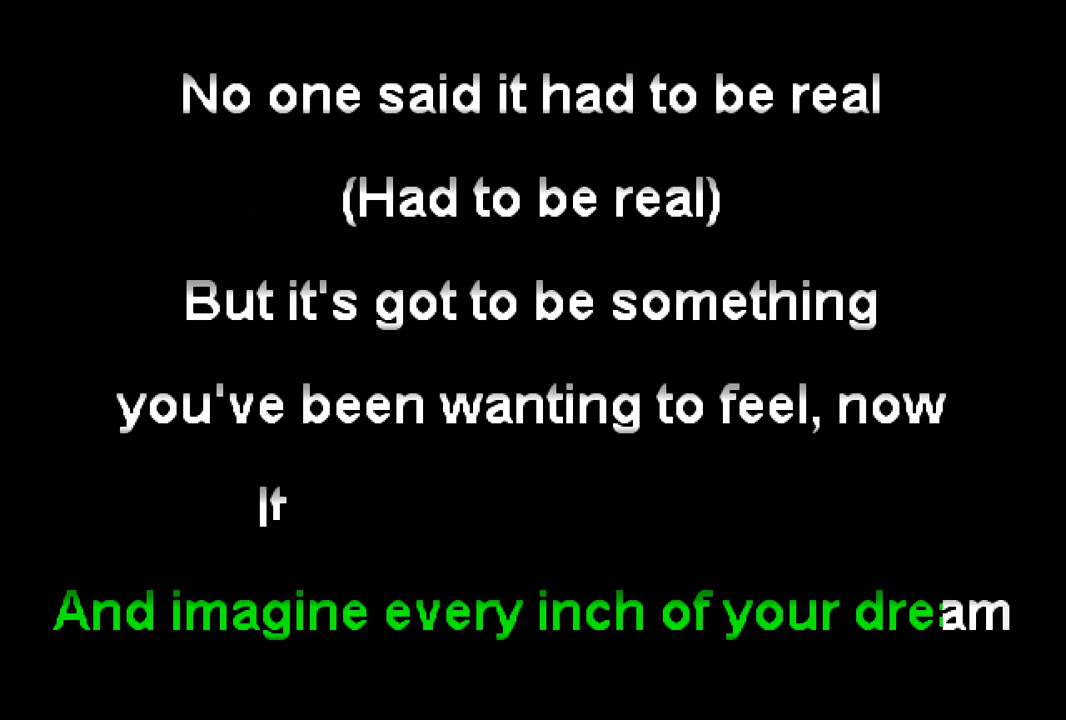 No one said it had to be real
(Had to be real)
But it's got to be something
you've been wanting to feel, now
It
And imagine every inch of your dream